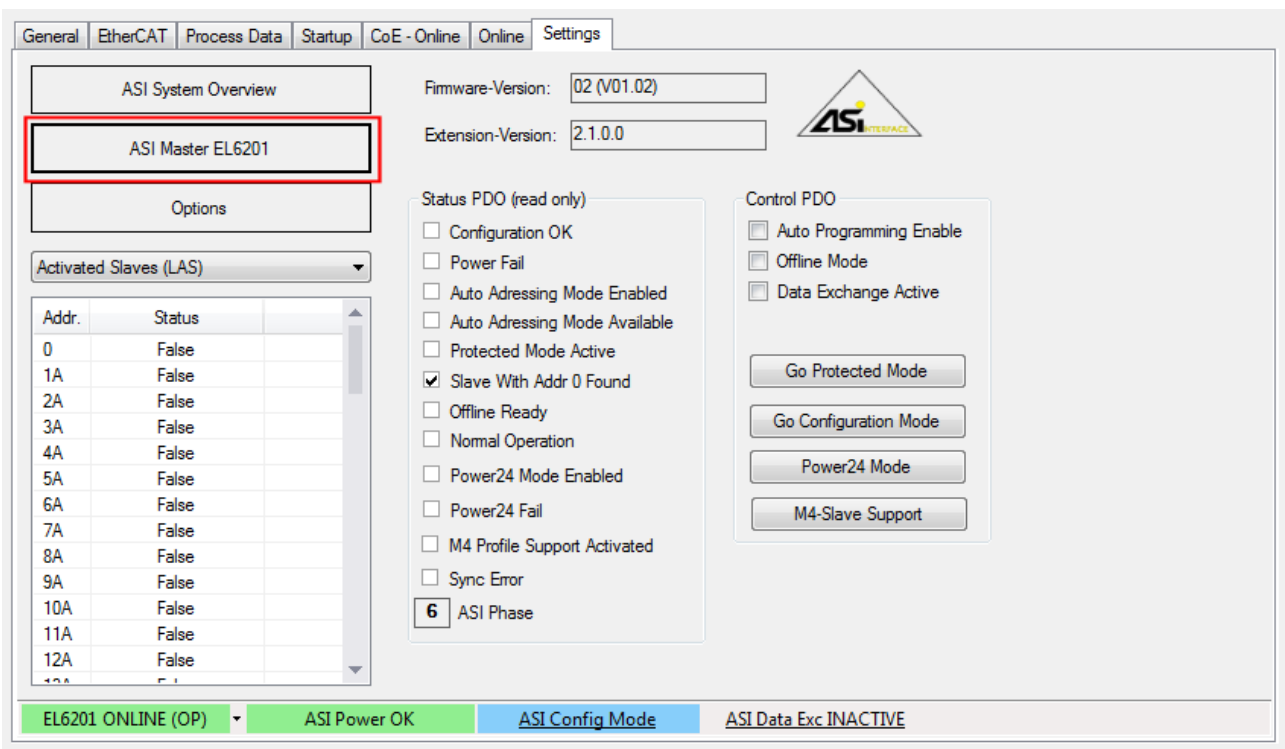 General EtherCAT Process Data Startup CoE - Online Online Settings
ASI System Overview
ASI Master EL6201
Options
Activated Slaves (LAS)
Addr. Status
0 False
1A False
2A False
3A False
4A False
5A False
6A False
7A False
8A False
9A False
10A False
11A False
12A False
Firmware-Version: 02 (V01.02)
Extension-Version: 2.1.0.0
ASi INTERFACE
Status PDO (read only)
Configuration OK
Power Fail
Auto Adressing Mode Enabled
Auto Adressing Mode Available
Protected Mode Active
Slave With Addr 0 Found
Offline Ready
Normal Operation
Power24 Mode Enabled
Power24 Fail
M4 Profile Support Activated
Sync Error
6 ASI Phase
Control PDO
Auto Programming Enable
Offline Mode
Data Exchange Active
Go Protected Mode
Go Configuration Mode
Power24 Mode
M4-Slave Support
EL6201 ONLINE (OP) ASI Power OK ASI Config Mode ASI Data Exc INACTIVE